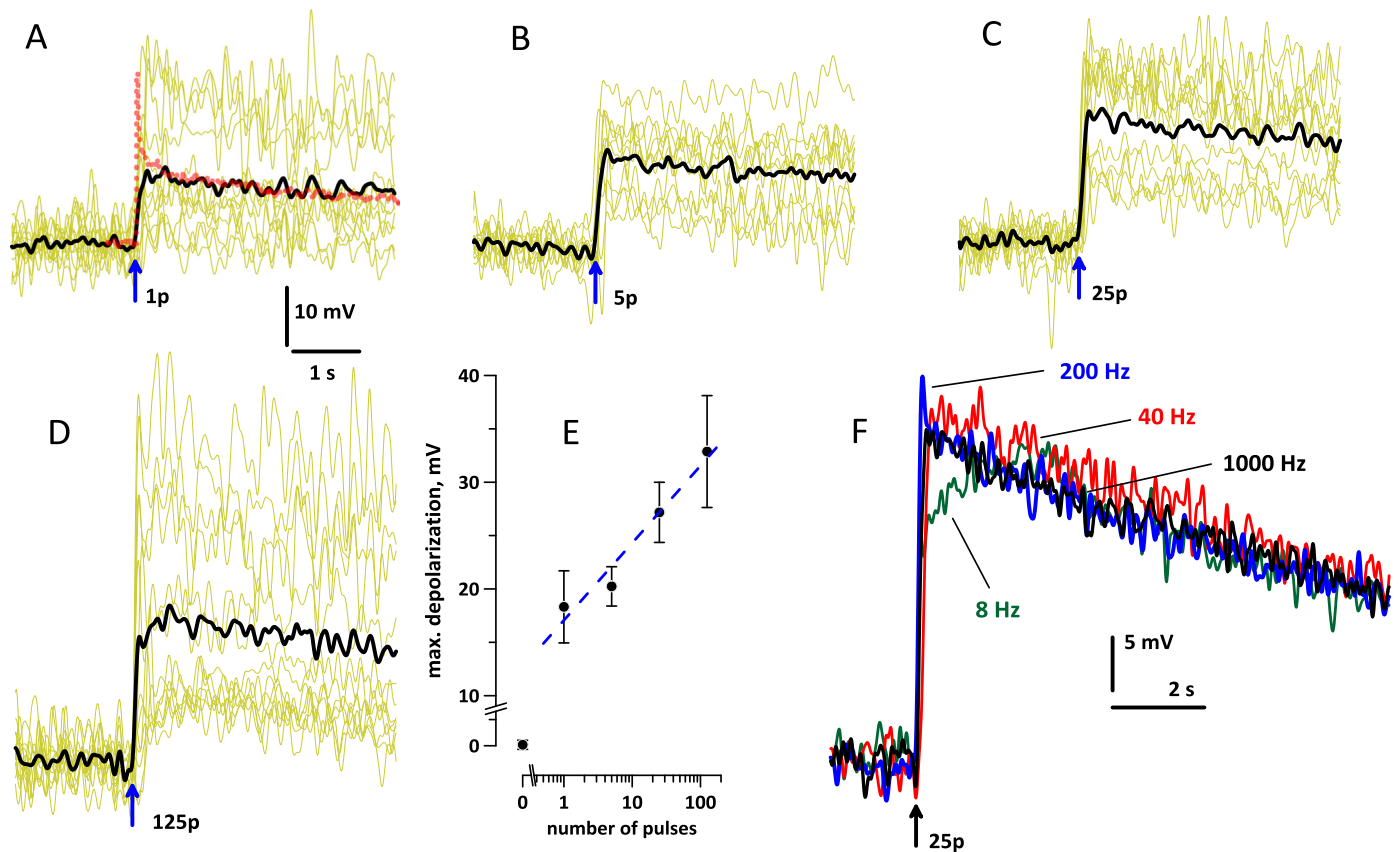 A
B
C
1p
5p
25p
10 mV
1 s
D
125p
max. depolarization, mV
40
30
20
10
0
E
0
1
10
100
number of pulses
F
200 Hz
40 Hz
1000 Hz
8 Hz
5 mV
2 s
25p